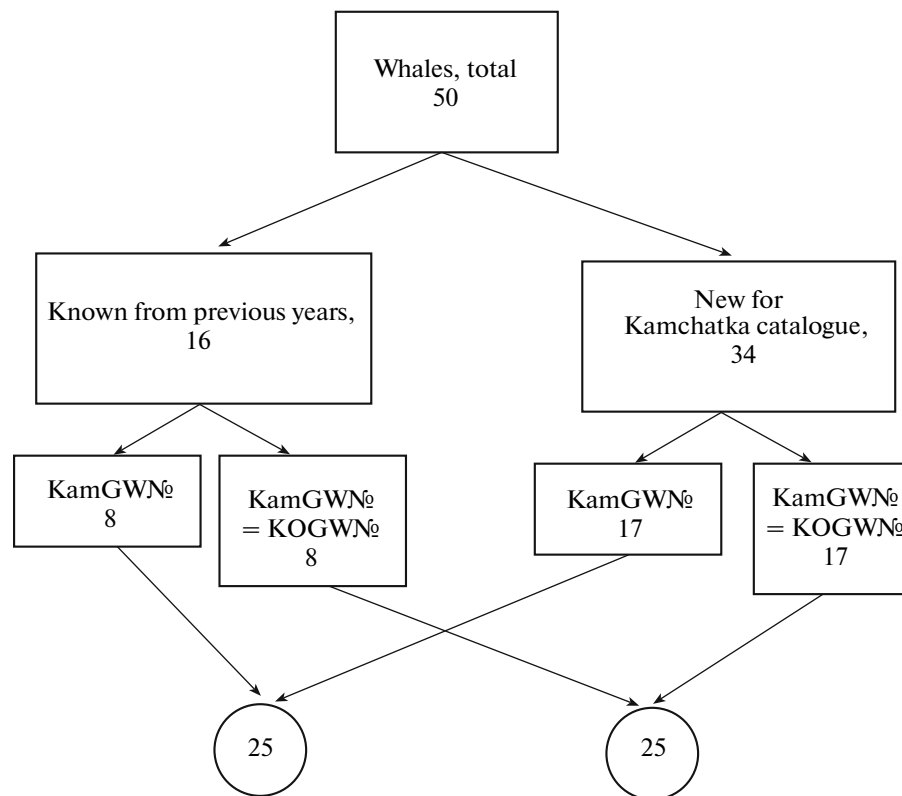 Whales, total
50
Known from previous years,
16
New for
Kamchatka catalogue,
34
KamGW№
8
KamGW№
= KOGW№
8
KamGW№
17
KamGW№
= KOGW№
17
25
25